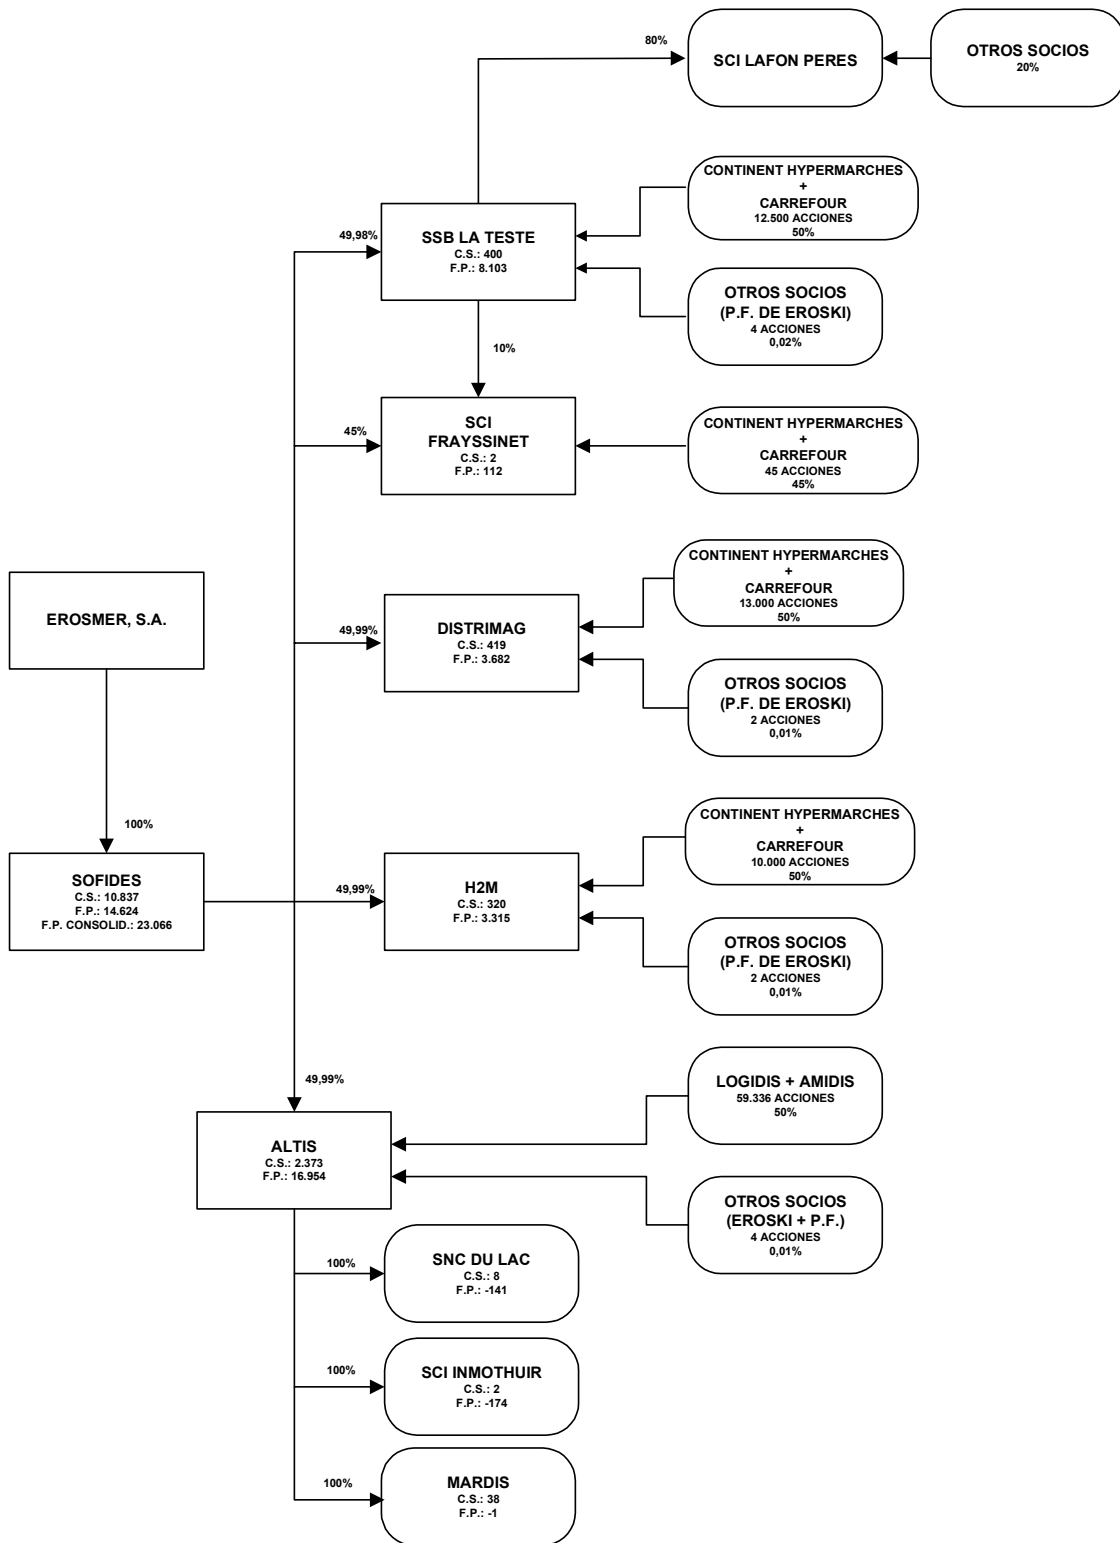 80%
SCI LAFON PERES
OTROS SOCIOS
20%
CONTINENT HYPERMARCHES
+
CARREFOUR
12.500 ACCIONES
50%
49,98%
SSB LA TESTE
C.S.: 400
F.P.: 8.103
OTROS SOCIOS
(P.F. DE EROSKI)
4 ACCIONES
0,02%
10%
45%
SCI
FRAYSSINET
C.S.: 2
F.P.: 112
CONTINENT HYPERMARCHES
+
CARREFOUR
45 ACCIONES
45%
EROSMER, S.A.
49,99%
DISTRIMAG
C.S.: 419
F.P.: 3.682
CONTINENT HYPERMARCHES
+
CARREFOUR
13.000 ACCIONES
50%
OTROS SOCIOS
(P.F. DE EROSKI)
2 ACCIONES
0,01%
100%
SOFIDES
C.S.: 10.837
F.P.: 14.624
F.P. CONSOLID.: 23.066
49,99%
H2M
C.S.: 320
F.P.: 3.315
CONTINENT HYPERMARCHES
+
CARREFOUR
10.000 ACCIONES
50%
OTROS SOCIOS
(P.F. DE EROSKI)
2 ACCIONES
0,01%
49,99%
ALTIS
C.S.: 2.373
F.P.: 16.954
LOGIDIS + AMIDIS
59.336 ACCIONES
50%
OTROS SOCIOS
(EROSKI + P.F.)
4 ACCIONES
0,01%
100%
SNC DU LAC
C.S.: 8
F.P.: -141
100%
SCI INMOTHUIR
C.S.: 2
F.P.: -174
100%
MARDIS
C.S.: 38
F.P.: -1